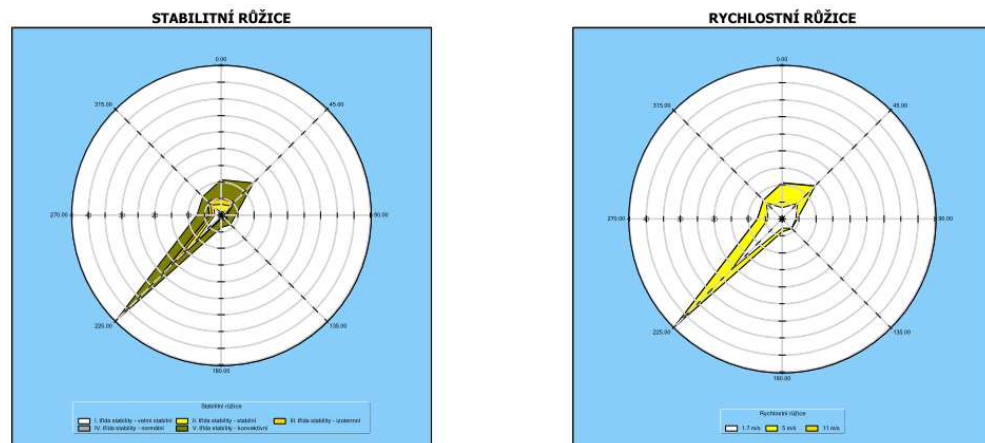 STABILITNÍ RŮŽICE
0.00
45.00
90.00
135.00
180.00
225.00
270.00
315.00
Stabilitní růžice
I. třída stability - velmi stabilní
II. třída stability - stabilní
III. třída stability - izotermní
IV. třída stability - normální
V. třída stability - konvektivní
RYCHLOSTNÍ RŮŽICE
0.00
45.00
90.00
135.00
180.00
225.00
270.00
315.00
Rychlostní růžice
1.7 m/s
5 m/s
11 m/s